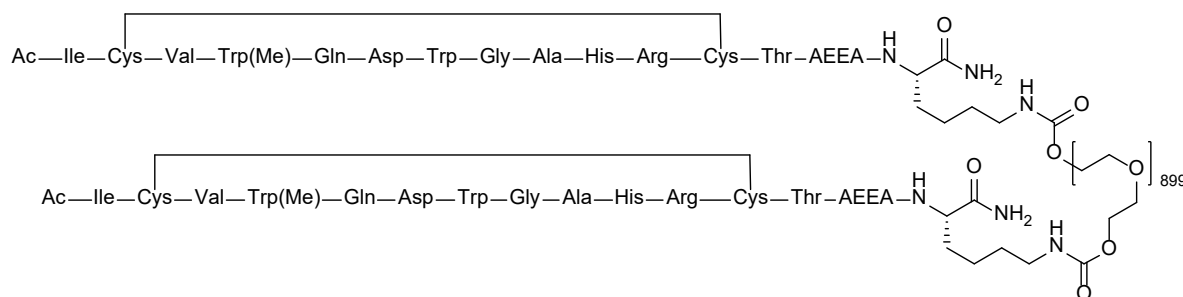 Ac—Ile—Cys—Val—Trp(Me)—Gln—Asp—Trp—Gly—Ala—His—Arg—Cys—Thr—AEEA—N
H
O
NH2
H
N
O
O
O
899
Ac—Ile—Cys—Val—Trp(Me)—Gln—Asp—Trp—Gly—Ala—His—Arg—Cys—Thr—AEEA—N
H
O
NH2
H
N
O
O